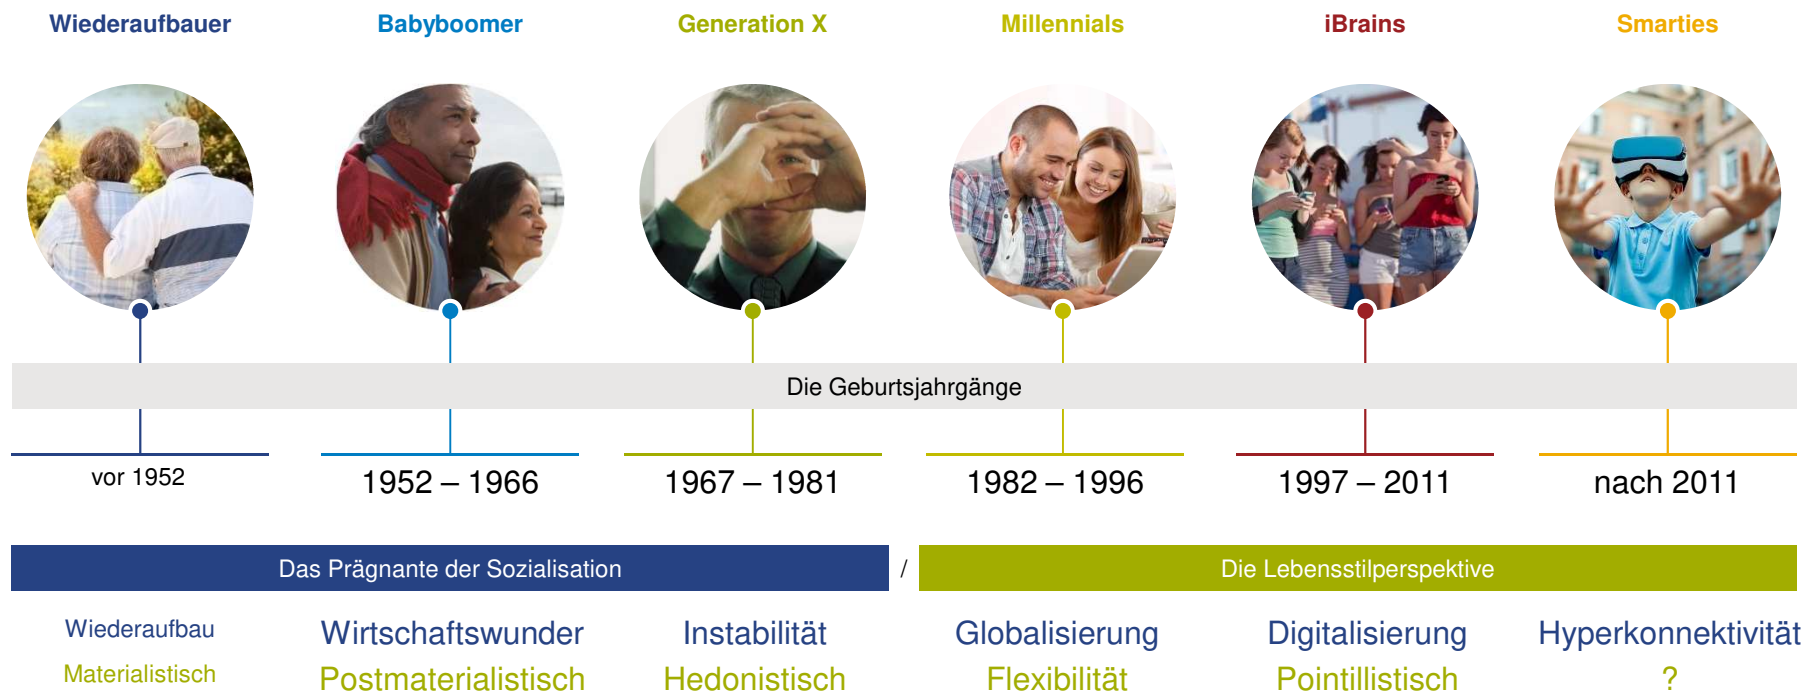 Wiederaufbauer Babyboomer Generation X Millennials iBrains Smarties
Die Geburtsjahrgänge
vor 1952 1952 – 1966 1967 – 1981 1982 – 1996 1997 – 2011 nach 2011
Das Prägnante der Sozialisation / Die Lebensstilperspektive
Wiederaufbau Wirtschaftswunder Instabilität Globalisierung Digitalisierung Hyperkonnektivität
Materialistisch Postmaterialistisch Hedonistisch Flexibilität Pointillistisch ?